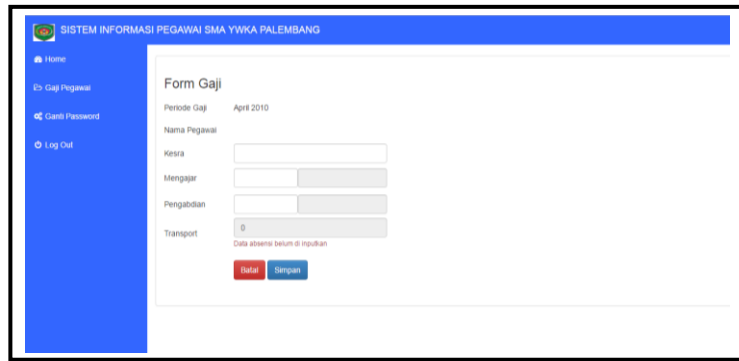 SISTEM INFORMASI PEGAWAI SMA YWKA PALEMBANG
Home
Gaji Pegawai
Ganti Password
Log Out
Form Gaji
Periode Gaji April 2010
Nama Pegawai
Kesra
Mengajar
Pengabdian
Transport 0
Data absensi belum di inputkan
Batal Simpan